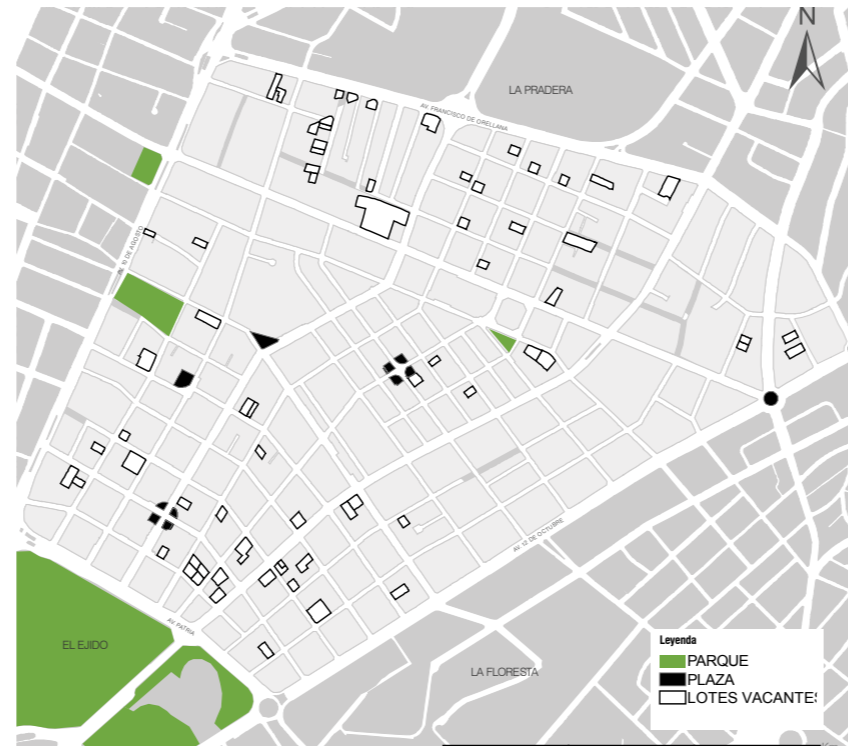 N
LA PRADERA
AV. FRANCISCO DE ORELLANA
AV. 10 DE AGOSTO
AV. 12 DE OCTUBRE
AV. PATRIA
EL EJIDO
LA FLORESTA
Leyenda
PARQUE
PLAZA
LOTES VACANTES